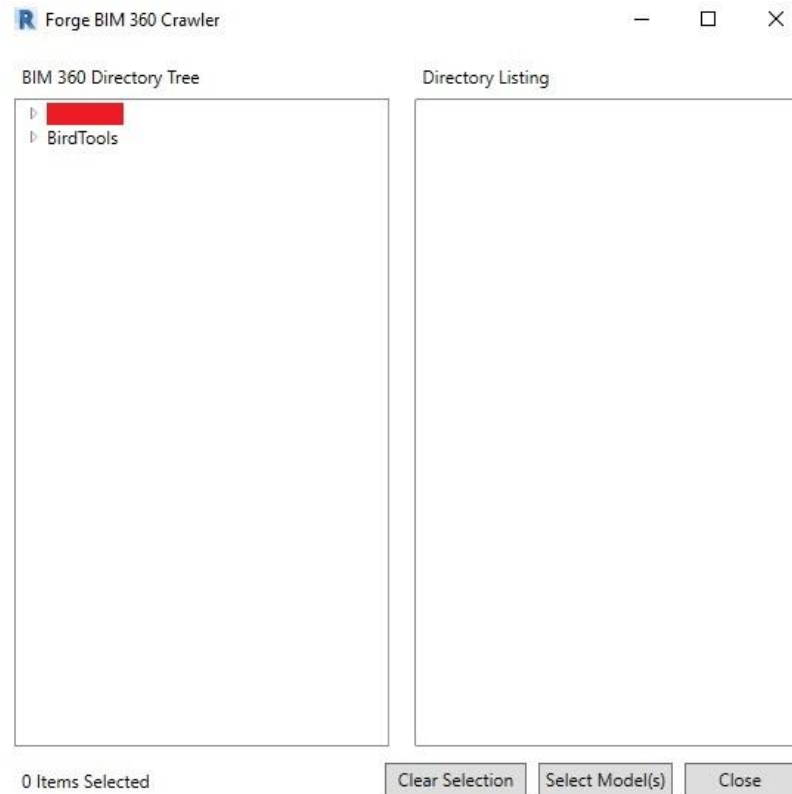 Forge BIM 360 Crawler
BIM 360 Directory Tree
Directory Listing
BirdTools
0 Items Selected
Clear Selection
Select Model(s)
Close